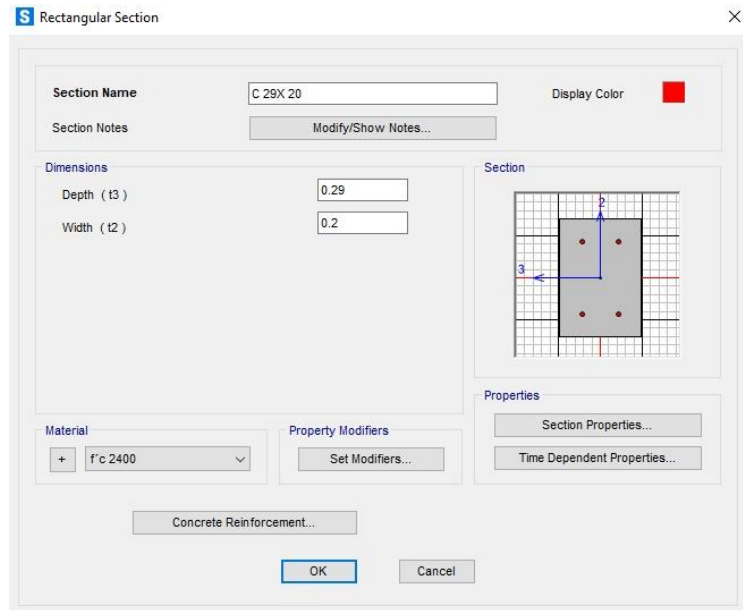 S Rectangular Section
Section Name C 29X 20 Display Color
Section Notes Modify/Show Notes...
Dimensions
Depth ( t3 ) 0.29
Width ( t2 ) 0.2
Section
2
3
Properties
Section Properties...
Time Dependent Properties...
Material
+ f´c 2400
Property Modifiers
Set Modifiers...
Concrete Reinforcement...
OK Cancel